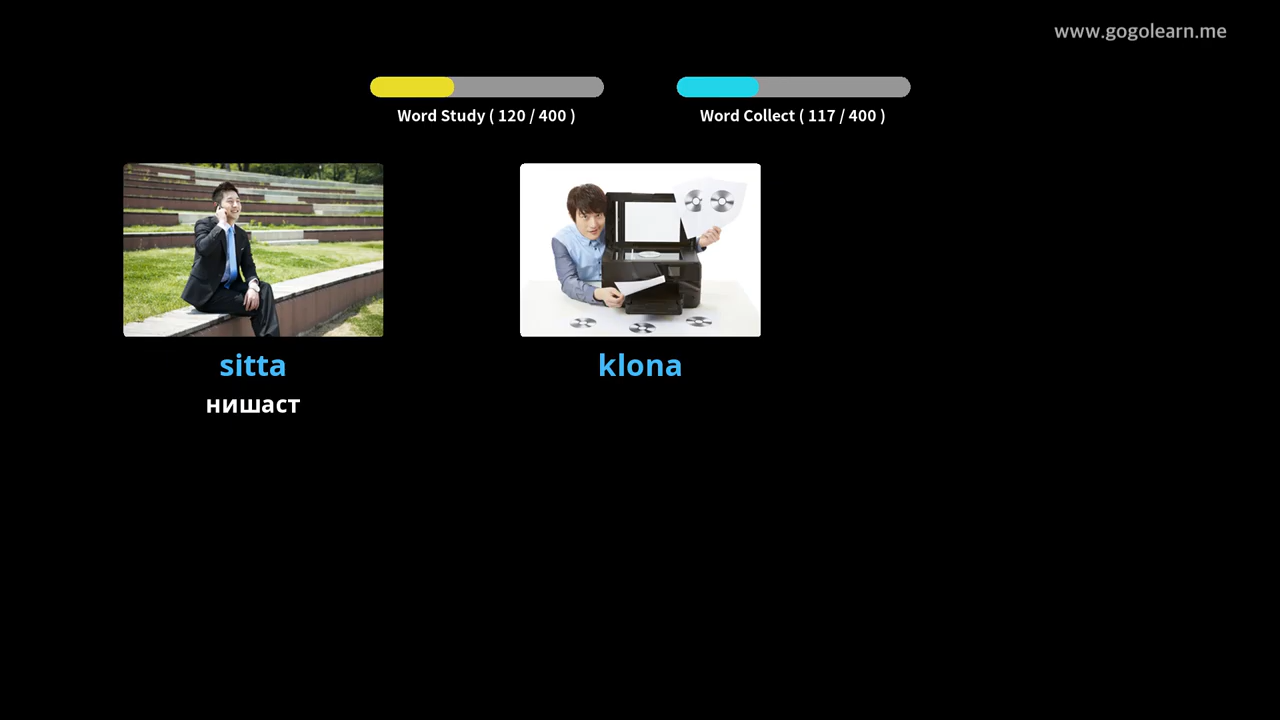 www.gogolearn.me
Word Study ( 120 / 400 )
Word Collect ( 117 / 400 )
sitta
klona
нишаст